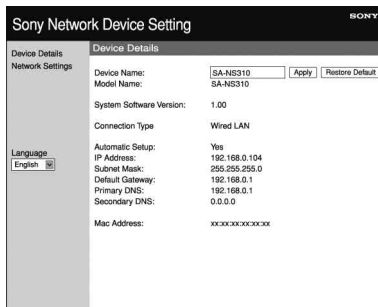 Sony Network Device Setting
SONY
Device Details
Network Settings
Language
English
Device Details
Device Name: SA-NS310 Apply Restore Default
Model Name: SA-NS310
System Software Version: 1.00
Connection Type Wired LAN
Automatic Setup: Yes
IP Address: 192.168.0.104
Subnet Mask: 255.255.255.0
Default Gateway: 192.168.0.1
Primary DNS: 192.168.0.1
Secondary DNS: 0.0.0.0
Mac Address: xx:xx:xx:xx:xx:xx